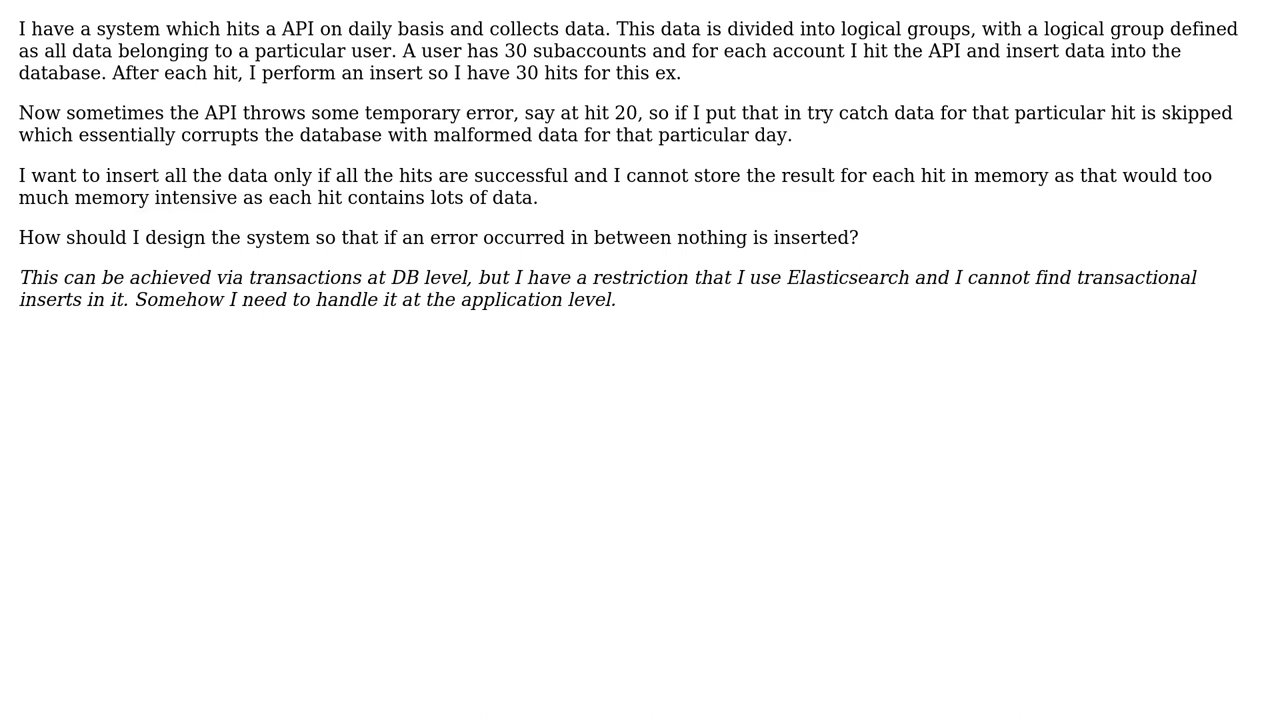 I have a system which hits a API on daily basis and collects data. This data is divided into logical groups, with a logical group defined
as all data belonging to a particular user. A user has 30 subaccounts and for each account I hit the API and insert data into the
database. After each hit, I perform an insert so I have 30 hits for this ex.
Now sometimes the API throws some temporary error, say at hit 20, so if I put that in try catch data for that particular hit is skipped
which essentially corrupts the database with malformed data for that particular day.
I want to insert all the data only if all the hits are successful and I cannot store the result for each hit in memory as that would too
much memory intensive as each hit contains lots of data.
How should I design the system so that if an error occurred in between nothing is inserted?
This can be achieved via transactions at DB level, but I have a restriction that I use Elasticsearch and I cannot find transactional
inserts in it. Somehow I need to handle it at the application level.